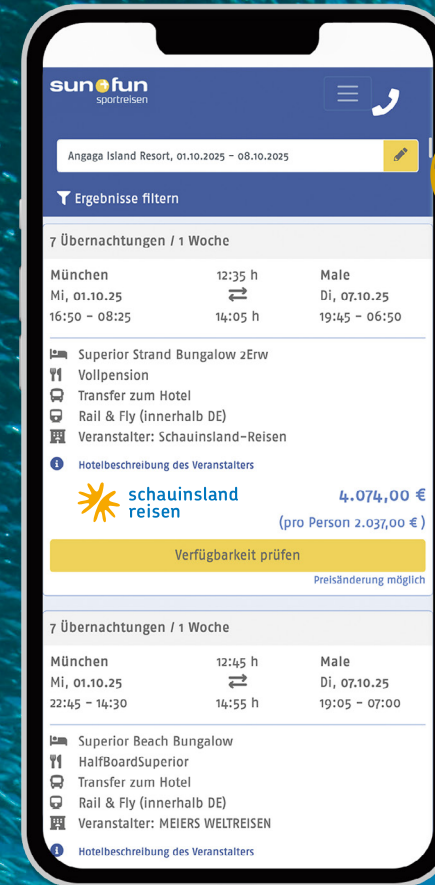 sun fun
sportreisen
Angaga Island Resort, 01.10.2025 - 08.10.2025
Ergebnisse filtern
7 Übernachtungen / 1 Woche
München 12:35 h Male
Mi, 01.10.25 Di, 07.10.25
16:50 - 08:25 14:05 h 19:45 - 06:50
Superior Strand Bungalow 2Erw
Vollpension
Transfer zum Hotel
Rail & Fly (innerhalb DE)
Veranstalter: Schauinsland-Reisen
Hotelbeschreibung des Veranstalters
schauinsland
reisen
4.074,00 €
(pro Person 2.037,00 €)
Verfügbarkeit prüfen
Preisänderung möglich
7 Übernachtungen / 1 Woche
München 12:45 h Male
Mi, 01.10.25 Di, 07.10.25
22:45 - 14:30 14:55 h 19:05 - 07:00
Superior Beach Bungalow
HalfBoardSuperior
Transfer zum Hotel
Rail & Fly (innerhalb DE)
Veranstalter: MEIERS WELTREISEN
Hotelbeschreibung des Veranstalters